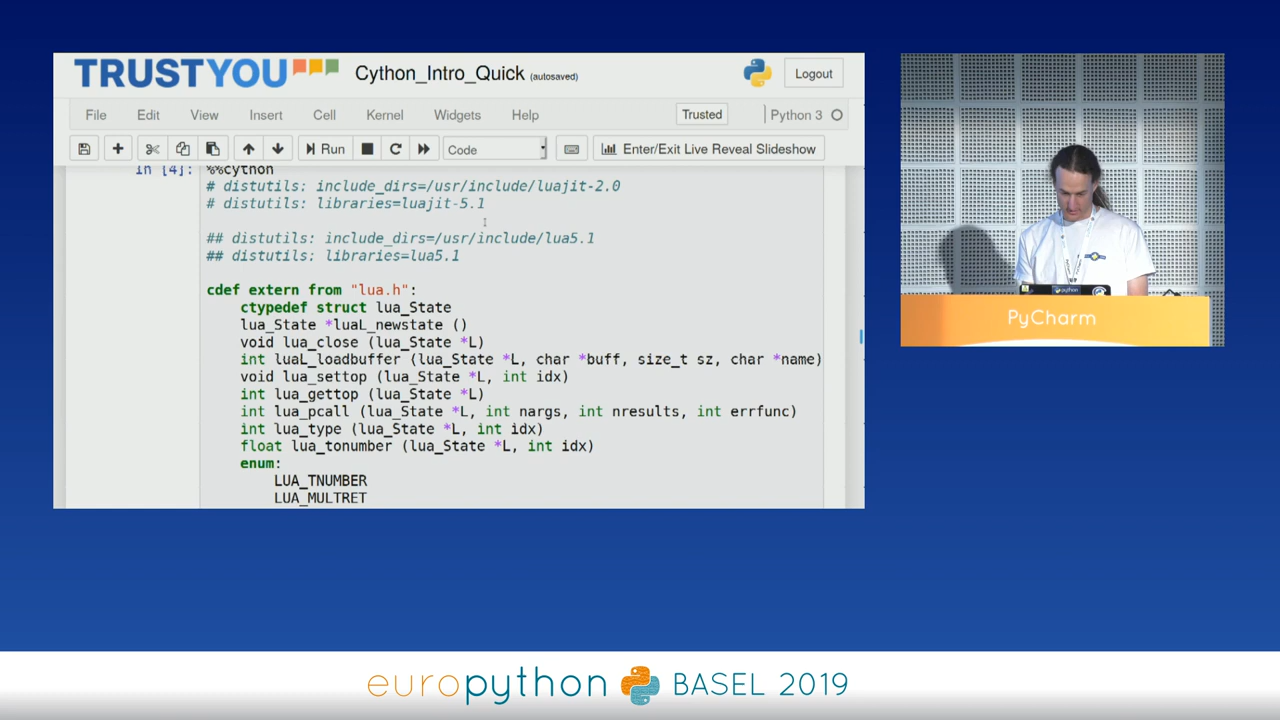 TRUSTYOU
Cython_Intro_Quick (autosaved)
Logout
File Edit View Insert Cell Kernel Widgets Help
Trusted
Python 3
Run
Code
Enter/Exit Live Reveal Slideshow
In [4]: %%cython
# distutils: include_dirs=/usr/include/luajit-2.0
# distutils: libraries=luajit-5.1
## distutils: include_dirs=/usr/include/lua5.1
## distutils: libraries=lua5.1
cdef extern from "lua.h":
ctypedef struct lua_State
lua_State *luaL_newstate ()
void lua_close (lua_State *L)
int luaL_loadbuffer (lua_State *L, char *buff, size_t sz, char *name)
void lua_settop (lua_State *L, int idx)
int lua_gettop (lua_State *L)
int lua_pcall (lua_State *L, int nargs, int nresults, int errfunc)
int lua_type (lua_State *L, int idx)
float lua_tonumber (lua_State *L, int idx)
enum:
LUA_TNUMBER
LUA_MULTRET
python
PyCharm
europython BASEL 2019